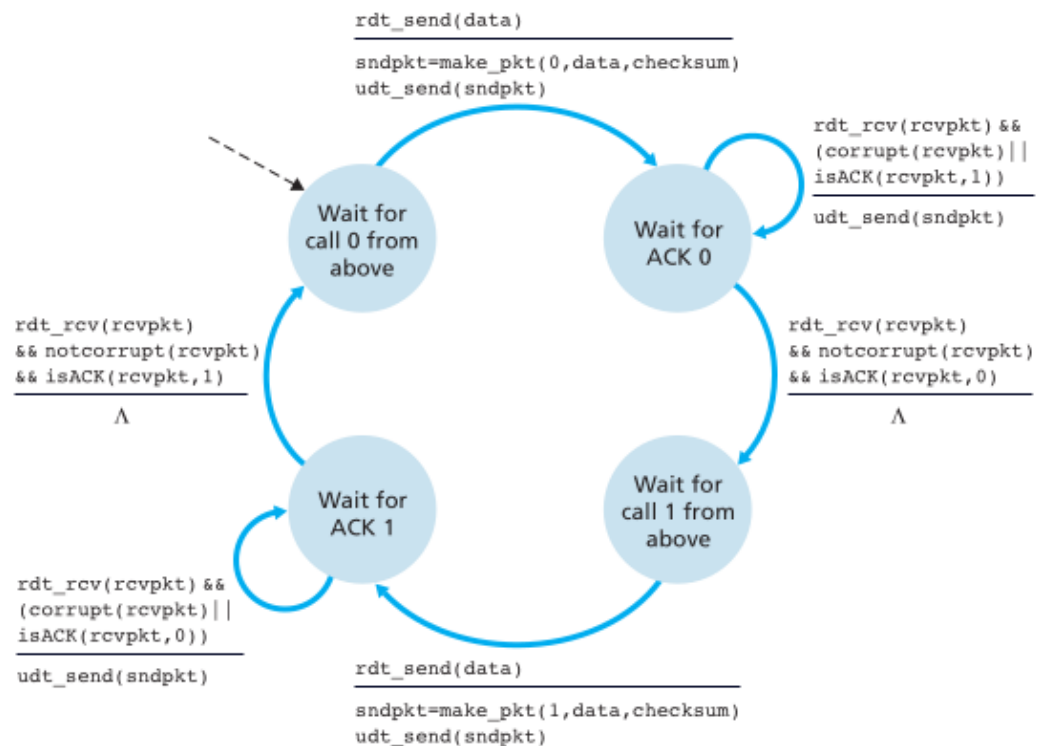 rdt_send(data)
sndpkt=make_pkt(0,data,checksum)
udt_send(sndpkt)
rdt_rcv(rcvpkt) &&
(corrupt(rcvpkt)||
isACK(rcvpkt,1))
udt_send(sndpkt)
Wait for
call 0 from
above
Wait for
ACK 0
rdt_rcv(rcvpkt)
&& notcorrupt(rcvpkt)
&& isACK(rcvpkt,1)
Λ
rdt_rcv(rcvpkt)
&& notcorrupt(rcvpkt)
&& isACK(rcvpkt,0)
Λ
Wait for
ACK 1
Wait for
call 1 from
above
rdt_rcv(rcvpkt) &&
(corrupt(rcvpkt)||
isACK(rcvpkt,0))
udt_send(sndpkt)
rdt_send(data)
sndpkt=make_pkt(1,data,checksum)
udt_send(sndpkt)